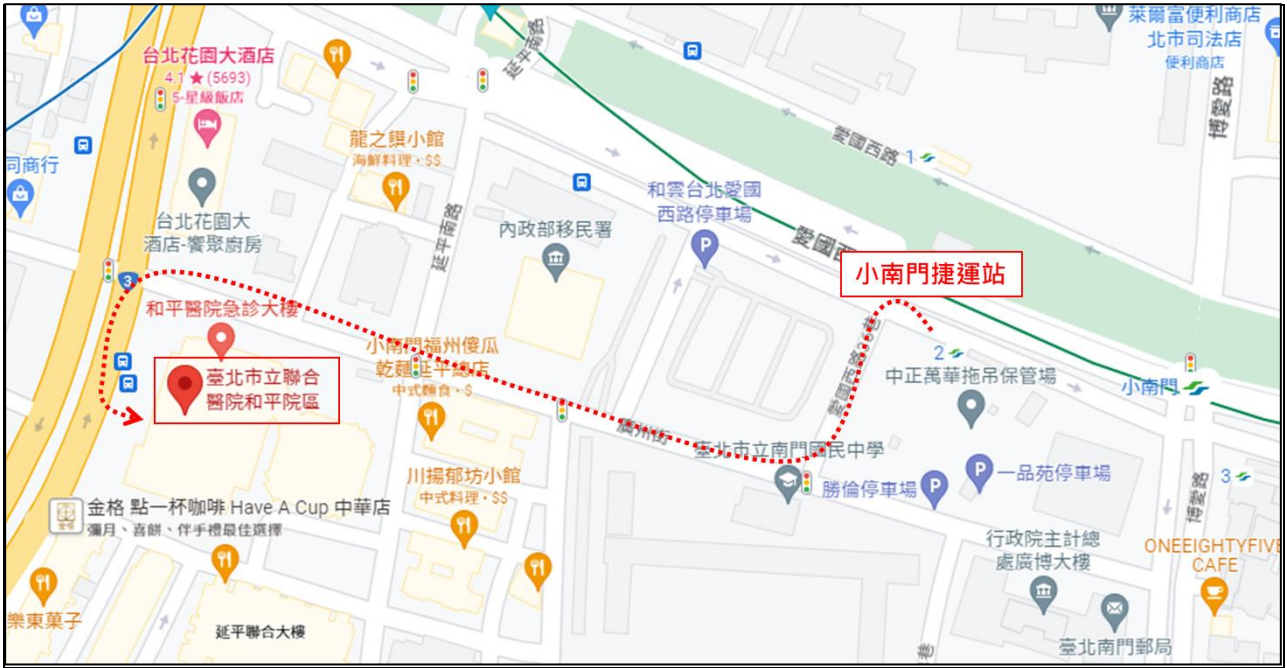 台北花園大酒店
4.1 ★ (5693)
5-星級飯店
延平南路
萊爾富便利商店
北市司法店
便利商店
博愛路
龍之饌小館
海鮮料理·$$
愛國西路
1
同商行
台北花園大
酒店-饗聚廚房
延平南路
內政部移民署
和雲台北愛國
西路停車場
P
愛國西
小南門捷運站
3
和平醫院急診大樓
臺北市立聯合
醫院和平院區
小南門福州傻瓜
乾麵延平總店
中式麵食·$
2
中正萬華拖吊保管場
小南門
廣州街
臺北市立南門國民中學
勝倫停車場
P
P
一品苑停車場
博愛路
3
川揚郁坊小館
中式料理·$$
金格 點一杯咖啡 Have A Cup 中華店
彌月、喜餅、伴手禮最佳選擇
行政院主計總
處廣博大樓
ONEEIGHTYFIVE
CAFE
樂東菓子
延平聯合大樓
臺北南門郵局
巷